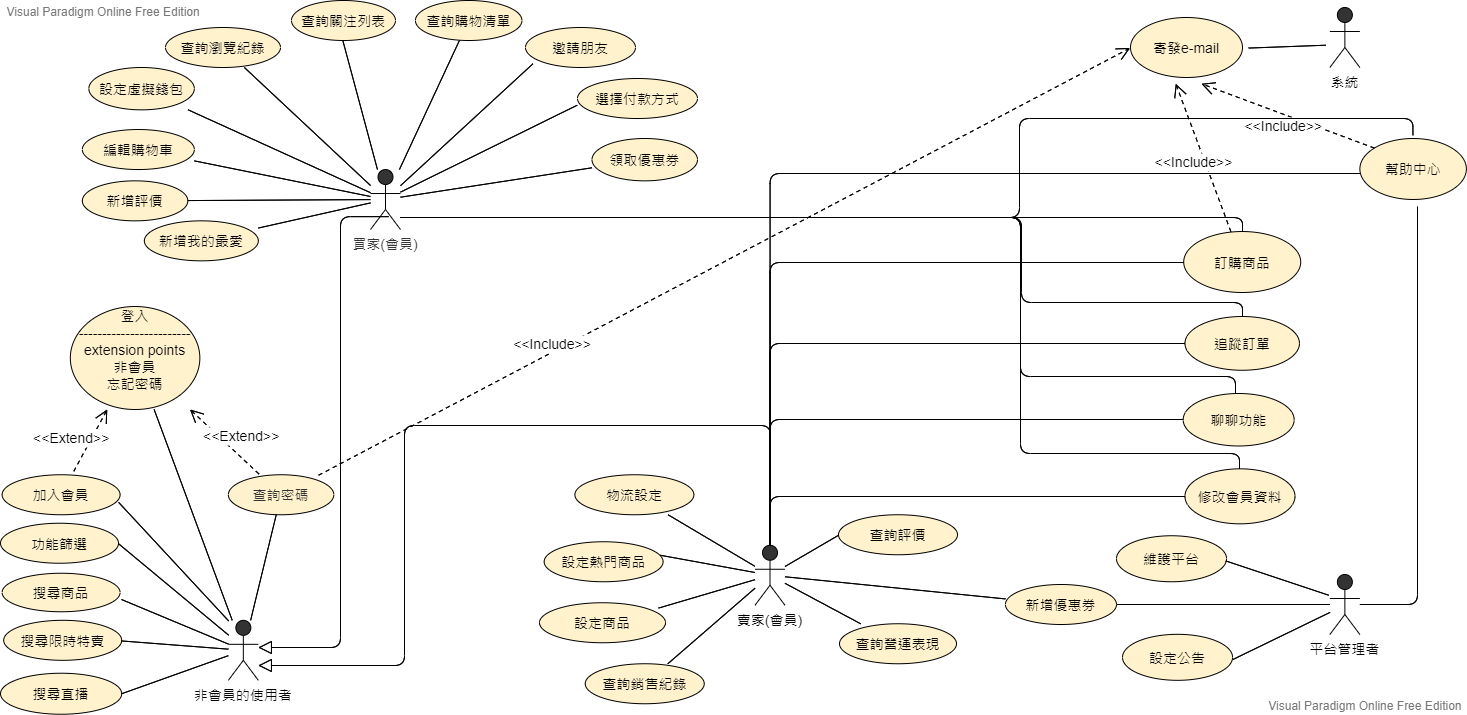 Visual Paradigm Online Free Edition
查詢關注列表
查詢購物清單
查詢瀏覽紀錄
邀請朋友
寄發e-mail
系統
設定虛擬錢包
選擇付款方式
<<Include>>
編輯購物車
領取優惠券
<<Include>>
幫助中心
新增評價
新增我的最愛
買家(會員)
訂購商品
登入
extension points
非會員
忘記密碼
<<Include>>
追蹤訂單
<<Extend>>
<<Extend>>
聊聊功能
加入會員
查詢密碼
物流設定
修改會員資料
功能篩選
查詢評價
設定熱門商品
維護平台
搜尋商品
新增優惠券
設定商品
賣家(會員)
搜尋限時特賣
查詢營運表現
平台管理者
設定公告
搜尋直播
非會員的使用者
查詢銷售紀錄
Visual Paradigm Online Free Edition